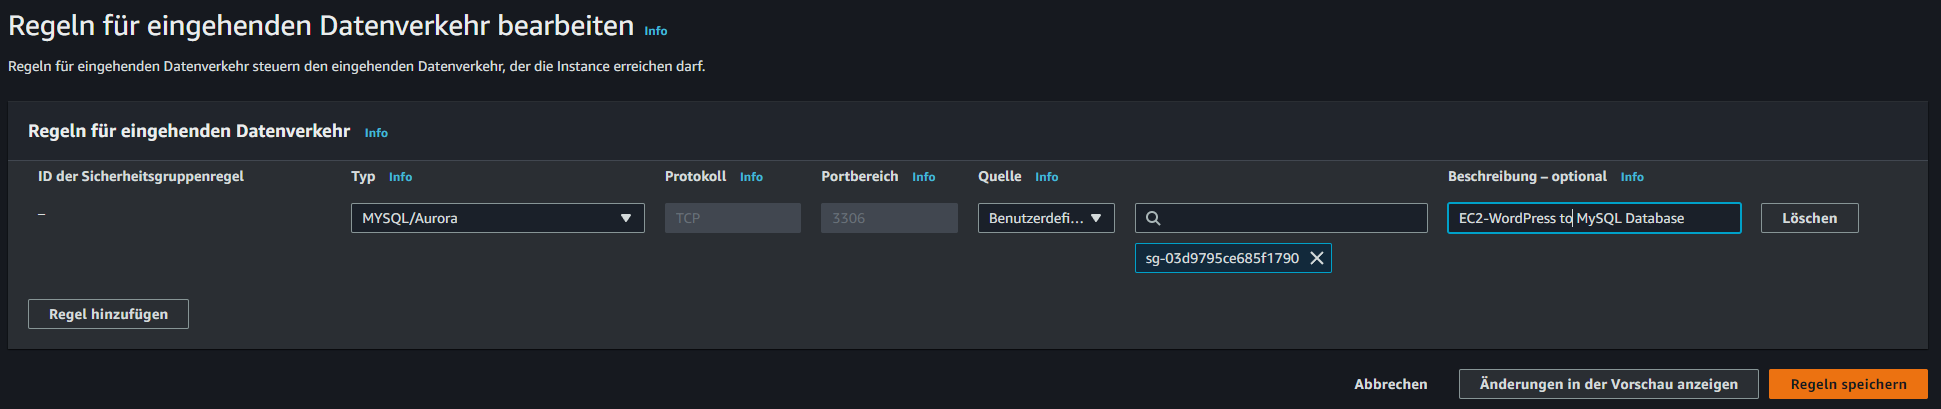 Regeln für eingehenden Datenverkehr bearbeiten Info
Regeln für eingehenden Datenverkehr steuern den eingehenden Datenverkehr, der die Instance erreichen darf.
Regeln für eingehenden Datenverkehr Info
ID der Sicherheitsgruppenregel Typ Info Protokoll Info Portbereich Info Quelle Info Beschreibung – optional Info
– MYSQL/Aurora TCP 3306 Benutzerdefi... EC2-WordPress to MySQL Database Löschen
sg-03d9795ce685f1790
Regel hinzufügen
Abbrechen Änderungen in der Vorschau anzeigen Regeln speichern